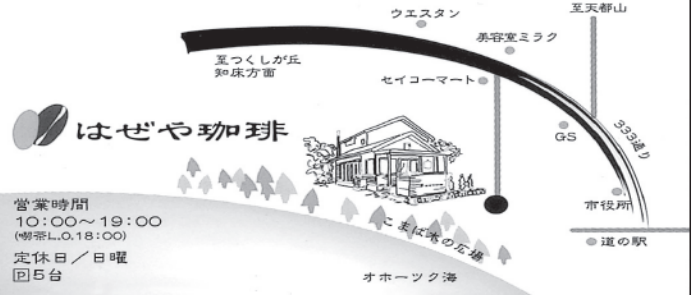 ウエスタン
至天都山
美容室ミラク
至つくしが丘
知床方面
セイコーマート
333通り
GS
はぜや珈琲
市役所
営業時間
10:00〜19:00
(喫茶L.O.18:00)
こまば木の広場
道の駅
定休日/日曜
P5台
オホーツク海